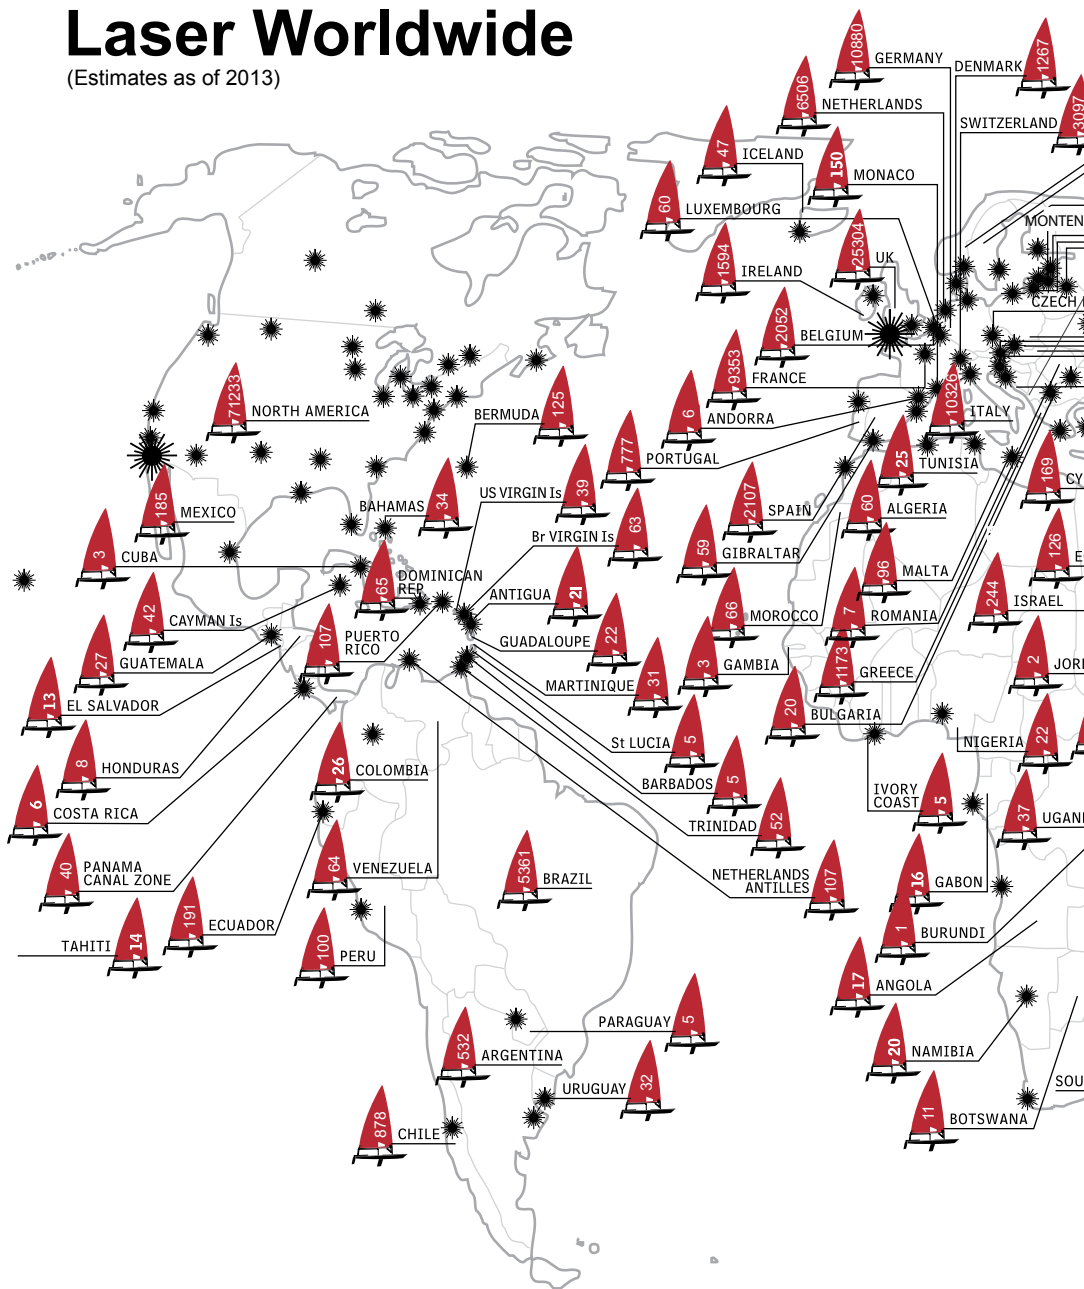 Laser Worldwide
(Estimates as of 2013)
10880
GERMANY
1267
DENMARK
6506
NETHERLANDS
3097
SWITZERLAND
47
ICELAND
150
MONACO
60
LUXEMBOURG
MONTEN
25304
UK
1594
IRELAND
CZECH
2052
BELGIUM
9353
FRANCE
71233
NORTH AMERICA
125
BERMUDA
6
ANDORRA
10326
ITALY
777
PORTUGAL
25
TUNISIA
169
CY
185
MEXICO
34
BAHAMAS
39
US VIRGIN Is
2107
SPAIN
60
ALGERIA
3
CUBA
63
Br VIRGIN Is
59
GIBRALTAR
96
MALTA
126
E
65
DOMINICAN
REP
21
ANTIGUA
42
CAYMAN Is
66
MOROCCO
7
ROMANIA
244
ISRAEL
107
PUERTO
RICO
22
GUADALOUPE
27
GUATEMALA
3
GAMBIA
1173
GREECE
2
JOR
31
MARTINIQUE
13
EL SALVADOR
20
BULGARIA
5
St LUCIA
22
NIGERIA
8
HONDURAS
26
COLOMBIA
5
BARBADOS
5
IVORY
COAST
6
COSTA RICA
52
TRINIDAD
37
UGAN
40
PANAMA
CANAL ZONE
64
VENEZUELA
5361
BRAZIL
107
NETHERLANDS
ANTILLES
16
GABON
191
ECUADOR
1
BURUNDI
14
TAHITI
100
PERU
17
ANGOLA
5
PARAGUAY
532
ARGENTINA
20
NAMIBIA
32
URUGUAY
SOU
878
CHILE
11
BOTSWANA